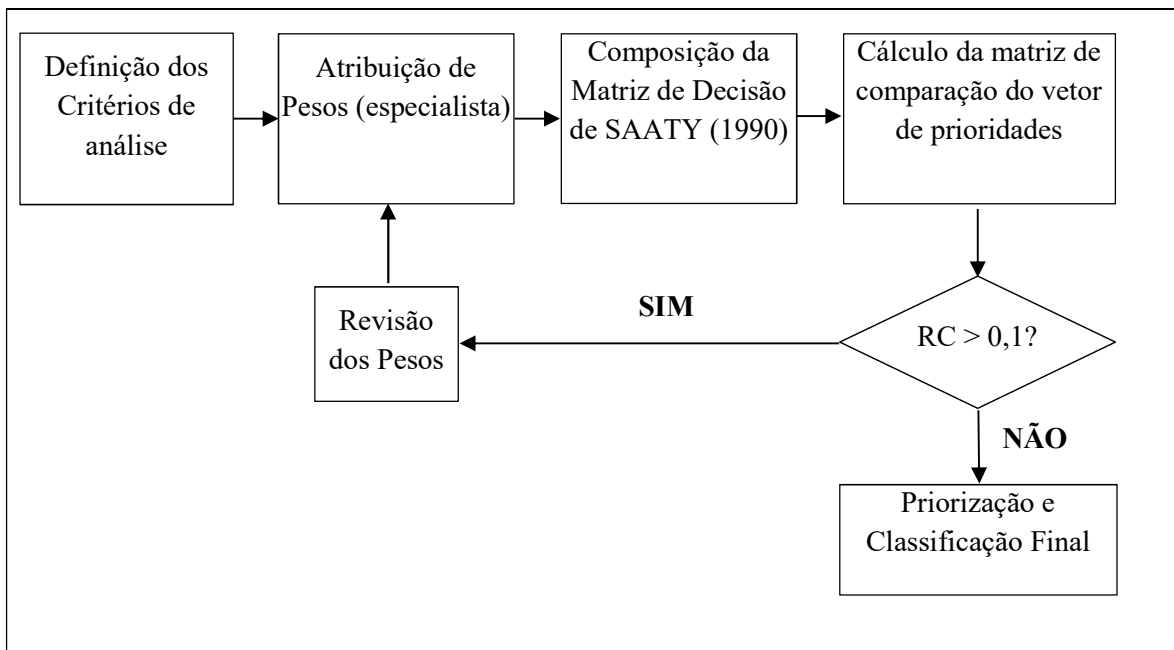 Definição dos
Critérios de
análise
Atribuição de
Pesos (especialista)
Composição da
Matriz de Decisão
de SAATY (1990)
Cálculo da matriz de
comparação do vetor
de prioridades
Revisão
dos Pesos
SIM
RC > 0,1?
NÃO
Priorização e
Classificação Final